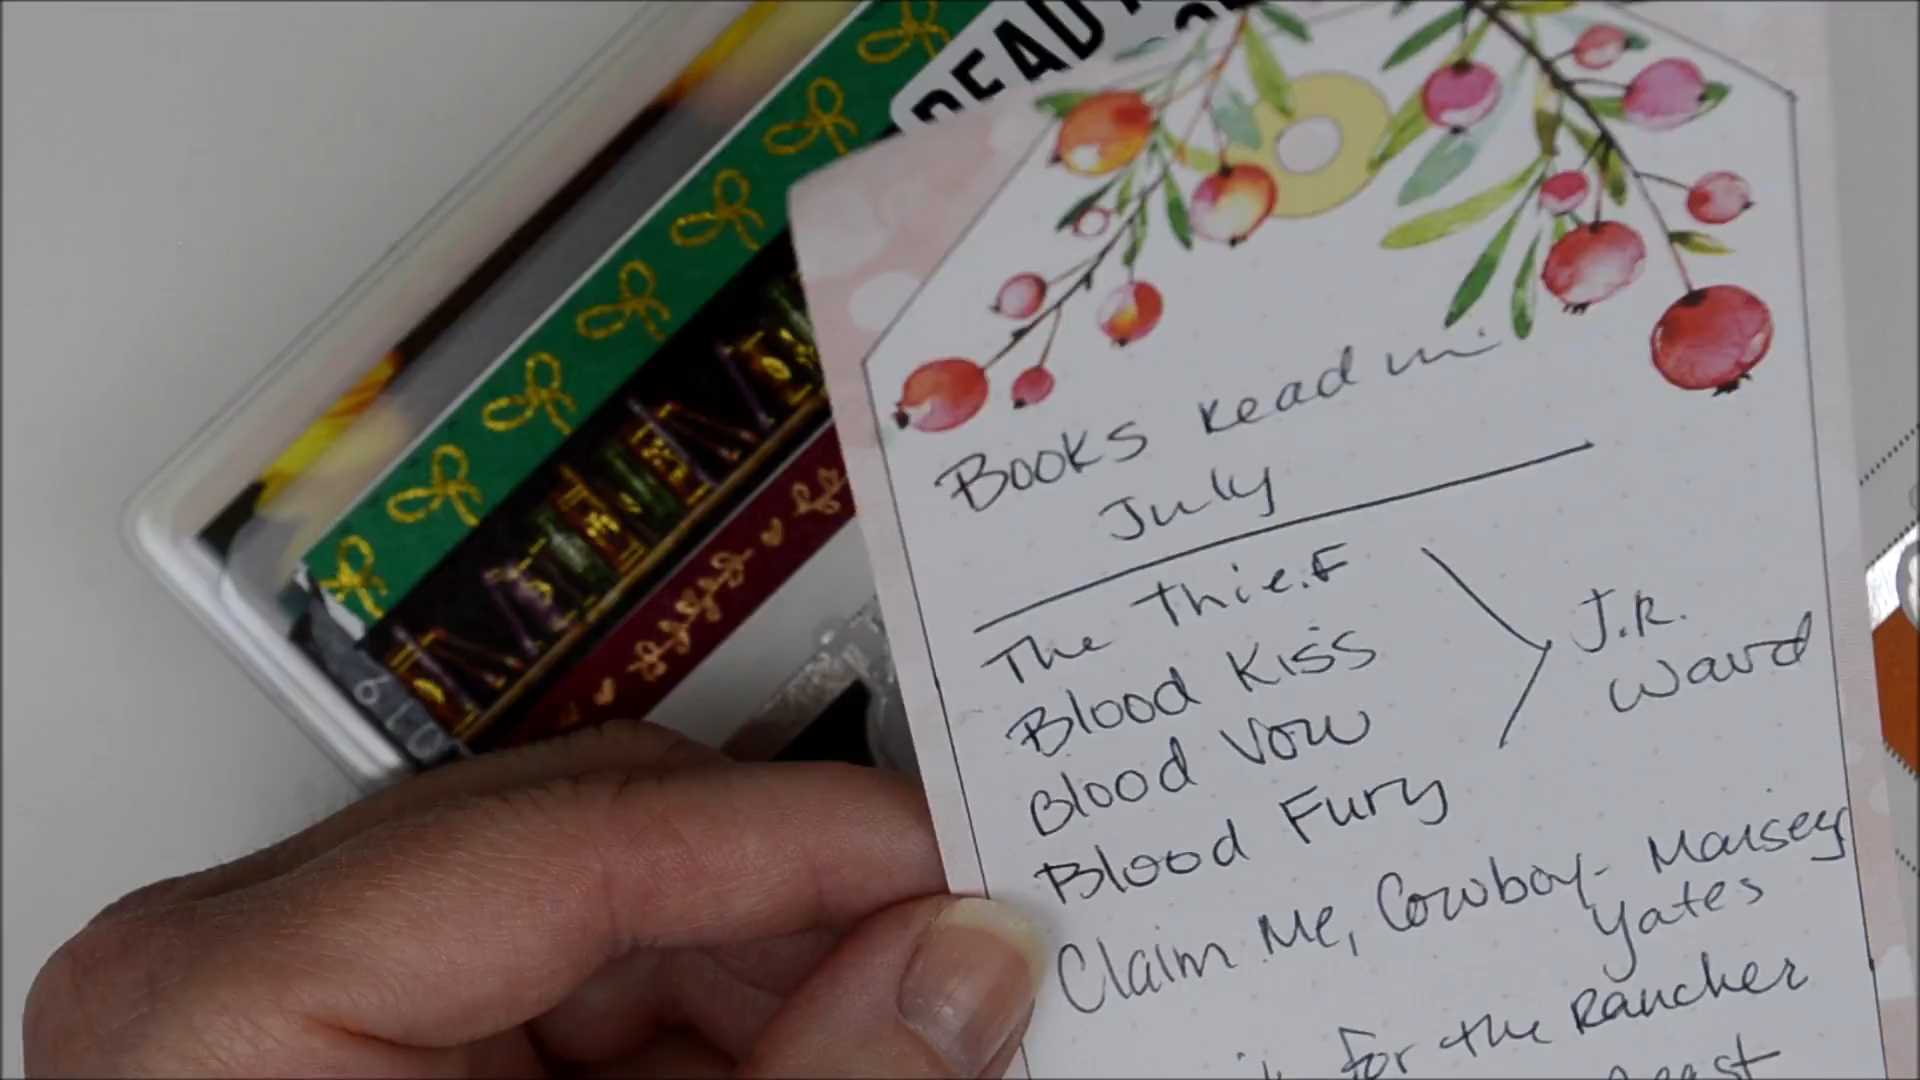 READ
Books read in
July
The Thief
Blood Kiss
Blood Vow
Blood Fury
J.R.
Ward
Claim Me, Cowboy - Maisey
Yates
for the Rancher